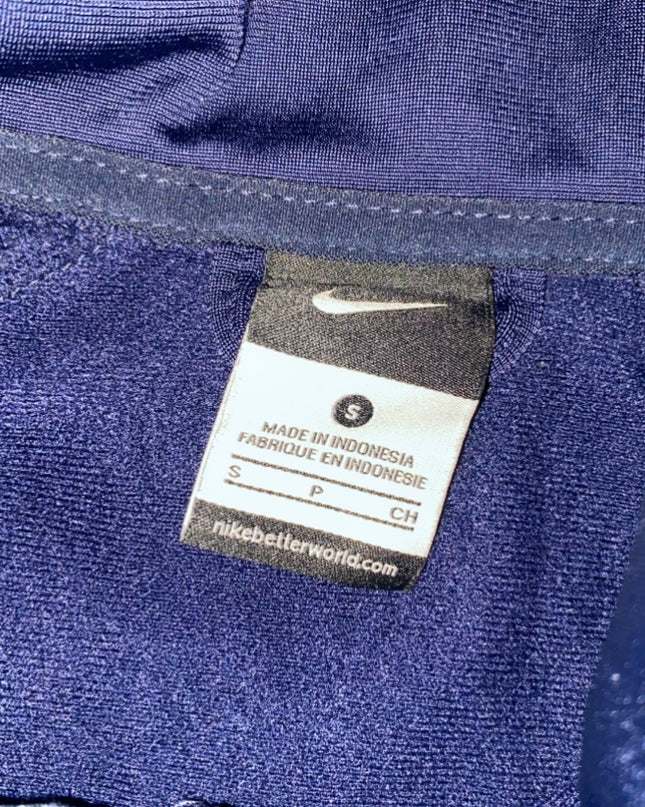 S
MADE IN INDONESIA
FABRIQUE EN INDONESIE
S P CH
nikebetterworld.com